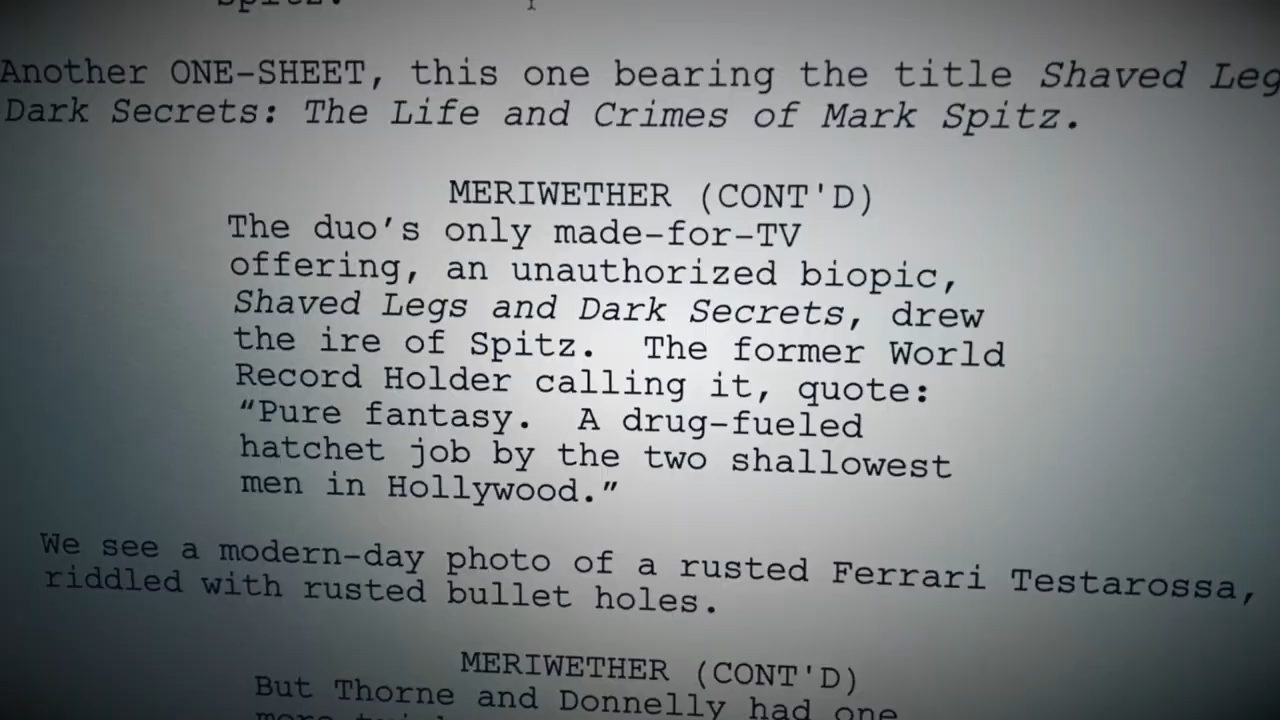 Spitz.
Another ONE-SHEET, this one bearing the title Shaved Leg
Dark Secrets: The Life and Crimes of Mark Spitz.
MERIWETHER (CONT'D)
The duo's only made-for-TV
offering, an unauthorized biopic,
Shaved Legs and Dark Secrets, drew
the ire of Spitz.  The former World
Record Holder calling it, quote:
“Pure fantasy.  A drug-fueled
hatchet job by the two shallowest
men in Hollywood.”
We see a modern-day photo of a rusted Ferrari Testarossa,
riddled with rusted bullet holes.
MERIWETHER (CONT'D)
But Thorne and Donnelly had one
more